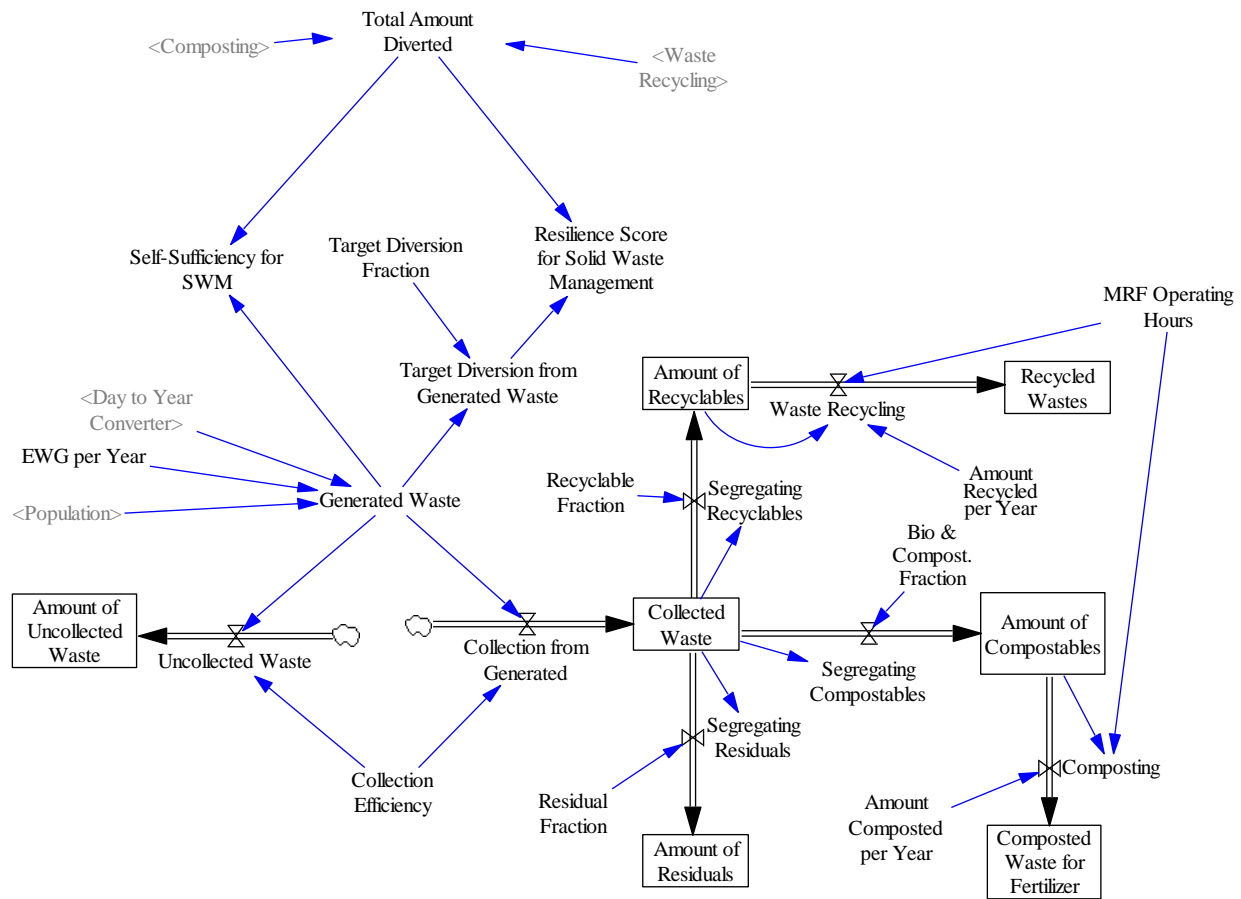 Total Amount
Diverted
<Composting>
<Waste
Recycling>
Self-Sufficiency for
SWM
Target Diversion
Fraction
Resilience Score
for Solid Waste
Management
MRF Operating
Hours
Target Diversion from
Generated Waste
Amount of
Recyclables
Waste Recycling
Recycled
Wastes
<Day to Year
Converter>
EWG per Year
<Population>
Generated Waste
Recyclable
Fraction
Segregating
Recyclables
Amount
Recycled
per Year
Bio &
Compost.
Fraction
Amount of
Uncollected
Waste
Uncollected Waste
Collection from
Generated
Collected
Waste
Segregating
Compostables
Amount of
Compostables
Segregating
Residuals
Collection
Efficiency
Residual
Fraction
Composting
Amount
Composted
per Year
Amount of
Residuals
Composted
Waste for
Fertilizer